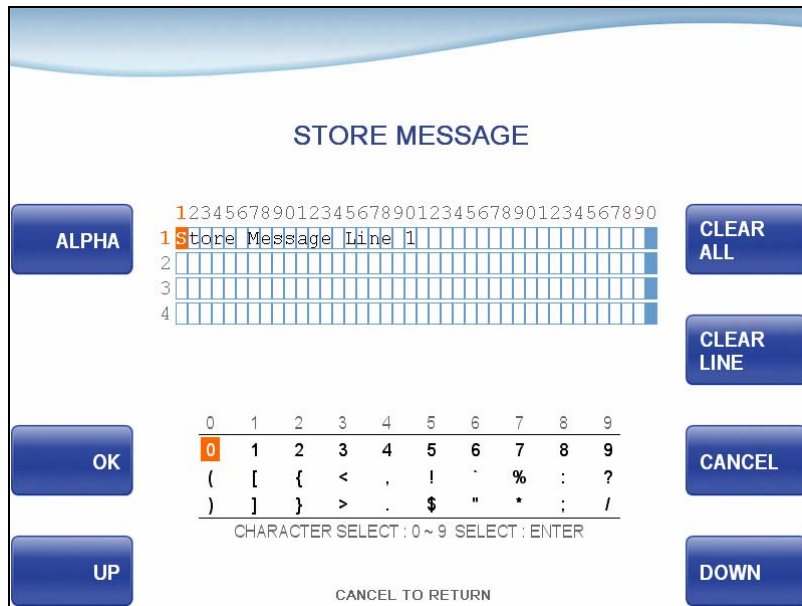 STORE MESSAGE
1234567890123456789012345678901234567890
ALPHA
1 Store Message Line 1
2
3
4
CLEAR
ALL
CLEAR
LINE
0 1 2 3 4 5 6 7 8 9
0 1 2 3 4 5 6 7 8 9
( [ { < , ! ` % : ?
) ] } > . $ " * ; /
CHARACTER SELECT : 0 ~ 9 SELECT : ENTER
OK
CANCEL
UP
DOWN
CANCEL TO RETURN